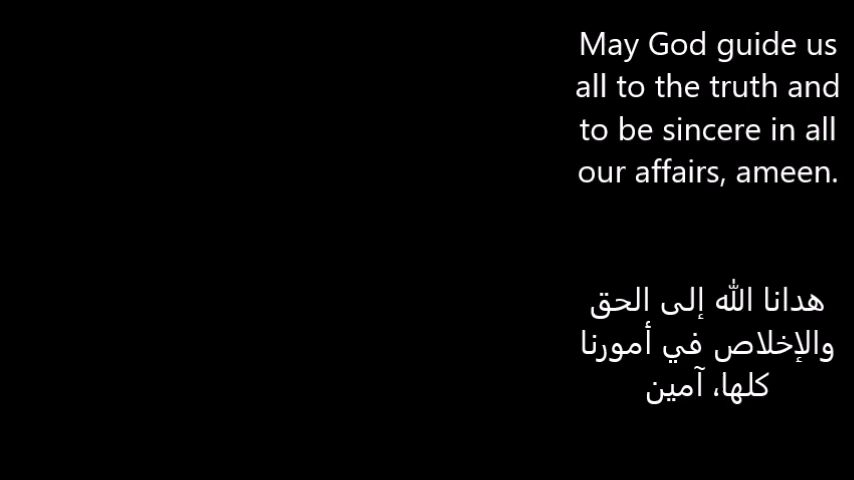 May God guide us
all to the truth and
to be sincere in all
our affairs, ameen.
هدانا الله إلى الحق
والإخلاص في أمورنا
كلها، آمين